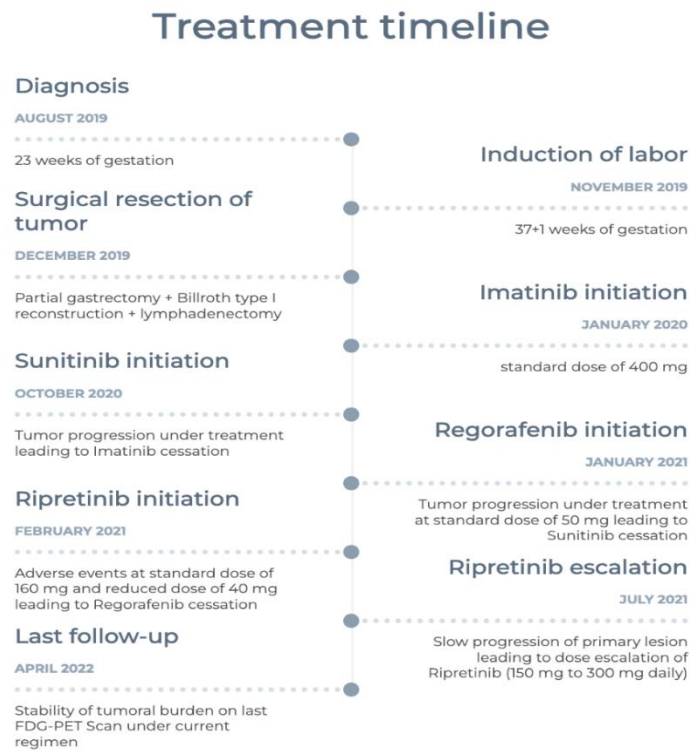 Treatment timeline
Diagnosis
AUGUST 2019
23 weeks of gestation
Induction of labor
NOVEMBER 2019
37+1 weeks of gestation
Surgical resection of
tumor
DECEMBER 2019
Partial gastrectomy + Billroth type I
reconstruction + lymphadenectomy
Imatinib initiation
JANUARY 2020
standard dose of 400 mg
Sunitinib initiation
OCTOBER 2020
Tumor progression under treatment
leading to Imatinib cessation
Regorafenib initiation
JANUARY 2021
Tumor progression under treatment
at standard dose of 50 mg leading to
Sunitinib cessation
Ripretinib initiation
FEBRUARY 2021
Adverse events at standard dose of
160 mg and reduced dose of 40 mg
leading to Regorafenib cessation
Ripretinib escalation
JULY 2021
Slow progression of primary lesion
leading to dose escalation of
Ripretinib (150 mg to 300 mg daily)
Last follow-up
APRIL 2022
Stability of tumoral burden on last
FDG-PET Scan under current
regimen